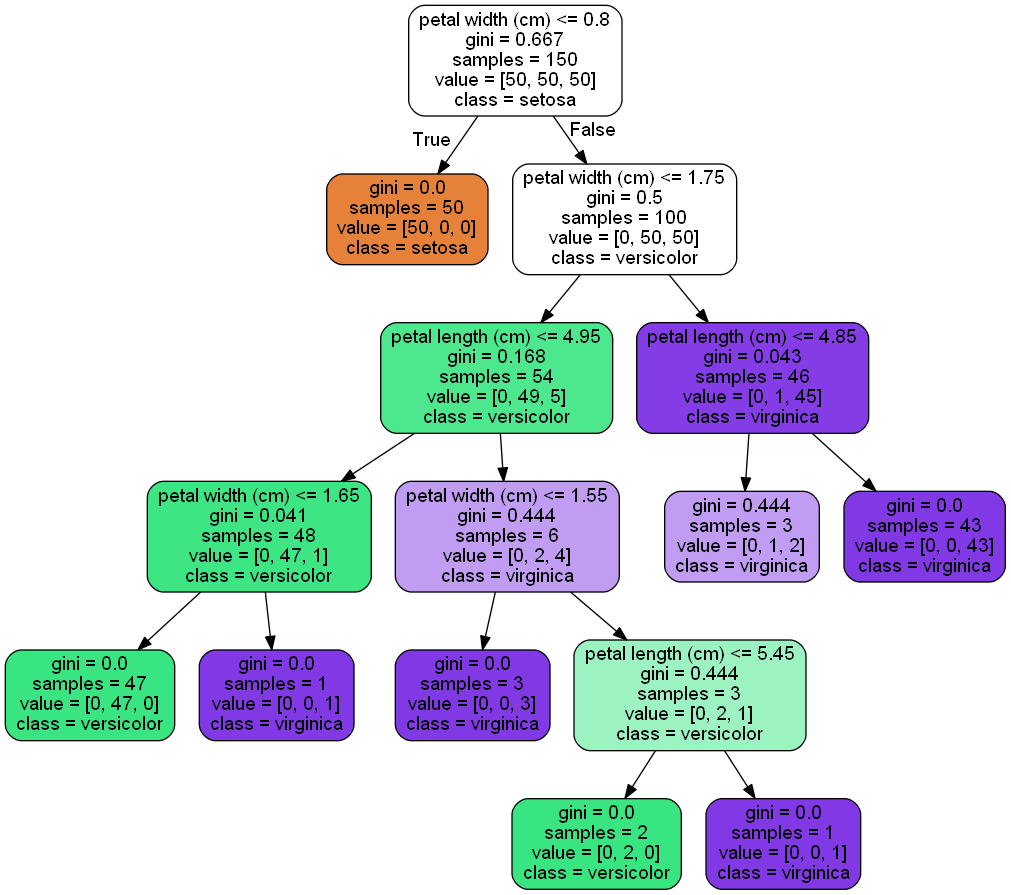 petal width (cm) <= 0.8
gini = 0.667
samples = 150
value = [50, 50, 50]
class = setosa
True
False
gini = 0.0
samples = 50
value = [50, 0, 0]
class = setosa
petal width (cm) <= 1.75
gini = 0.5
samples = 100
value = [0, 50, 50]
class = versicolor
petal length (cm) <= 4.95
gini = 0.168
samples = 54
value = [0, 49, 5]
class = versicolor
petal length (cm) <= 4.85
gini = 0.043
samples = 46
value = [0, 1, 45]
class = virginica
petal width (cm) <= 1.65
gini = 0.041
samples = 48
value = [0, 47, 1]
class = versicolor
petal width (cm) <= 1.55
gini = 0.444
samples = 6
value = [0, 2, 4]
class = virginica
gini = 0.444
samples = 3
value = [0, 1, 2]
class = virginica
gini = 0.0
samples = 43
value = [0, 0, 43]
class = virginica
gini = 0.0
samples = 47
value = [0, 47, 0]
class = versicolor
gini = 0.0
samples = 1
value = [0, 0, 1]
class = virginica
gini = 0.0
samples = 3
value = [0, 0, 3]
class = virginica
petal length (cm) <= 5.45
gini = 0.444
samples = 3
value = [0, 2, 1]
class = versicolor
gini = 0.0
samples = 2
value = [0, 2, 0]
class = versicolor
gini = 0.0
samples = 1
value = [0, 0, 1]
class = virginica